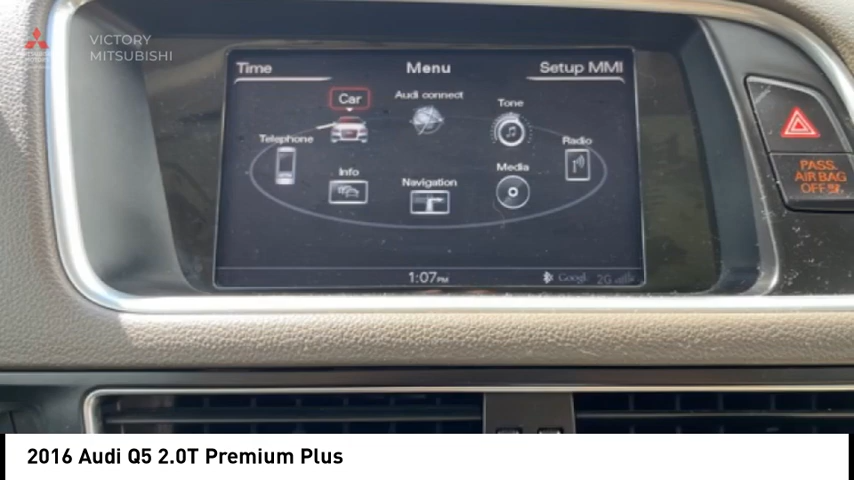 VICTORY
MITSUBISHI
Time Menu Setup MMI
Car
Audi connect
Tone
Telephone
Radio
Info
Navigation
Media
1:07PM
Google 2G
PASS.
AIR BAG
OFF
2016 Audi Q5 2.0T Premium Plus